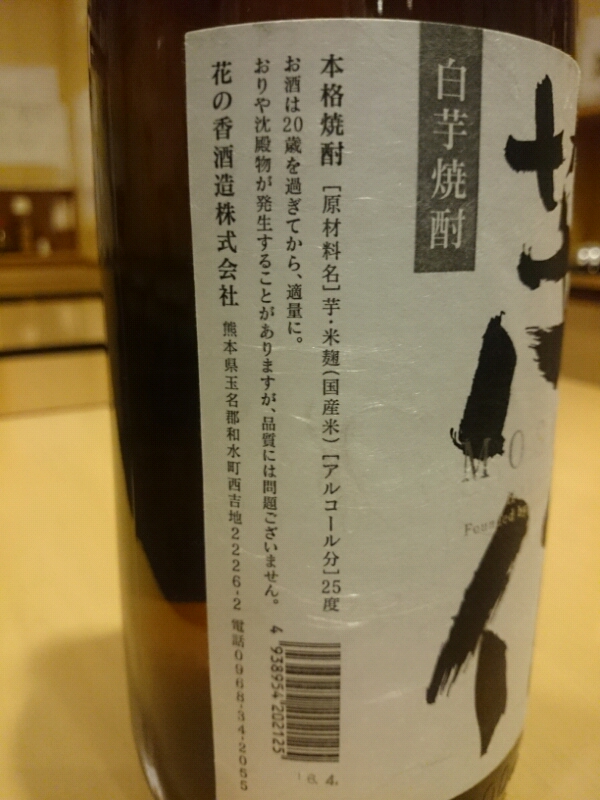 白芋焼酎
本格焼酎 [原材料名] 芋・米麹(国産米) [アルコール分] 25度
お酒は20歳を過ぎてから、適量に。
おりや沈殿物が発生することがありますが、品質には問題ございません。
花の香酒造株式会社 熊本県玉名郡和水町西吉地2226-2 電話0968-34-2055
4 938954 202125
18.4.